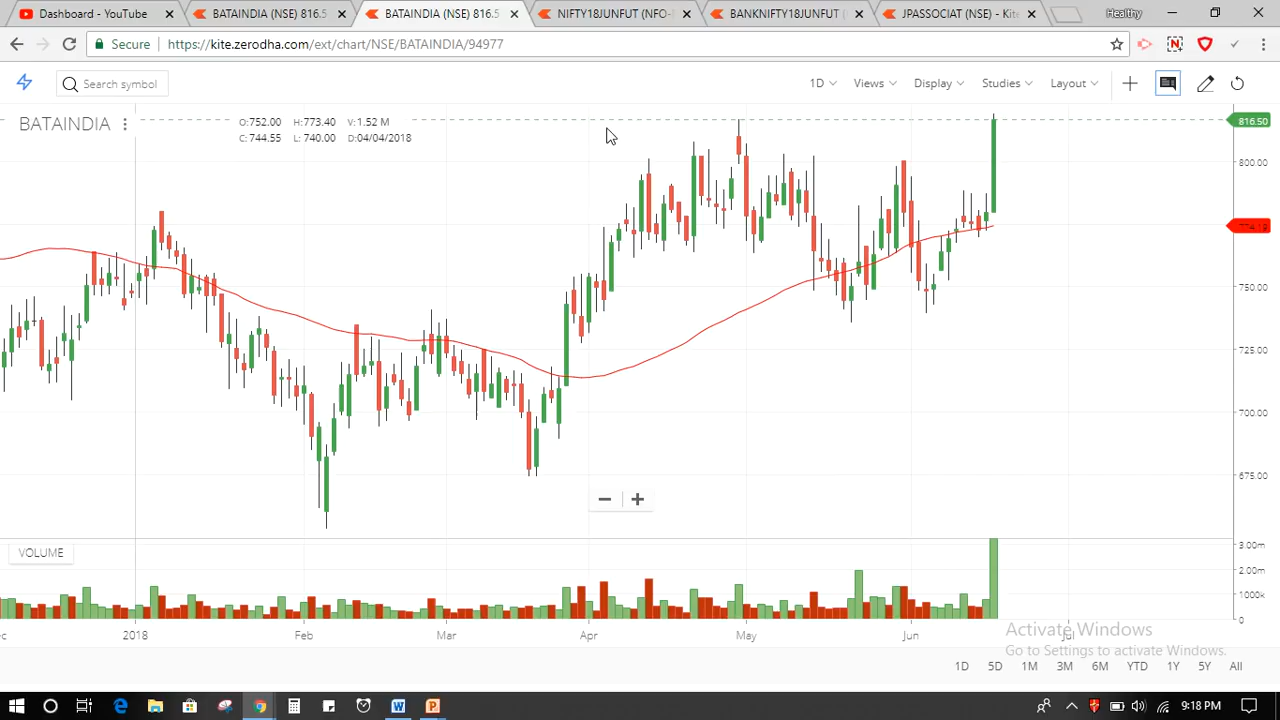 Dashboard - YouTube
BATAINDIA (NSE) 816.5
BATAINDIA (NSE) 816.5
NIFTY18JUNFUT (NFO-
BANKNIFTY18JUNFUT (
JPASSOCIAT (NSE) - Kite
Healthy
Secure
https://kite.zerodha.com/ext/chart/NSE/BATAINDIA/94977
Search symbol
1D
Views
Display
Studies
Layout
BATAINDIA
O:752.00 H:773.40 V:1.52 M
C: 744.55 L: 740.00 D:04/04/2018
816.50
800.00
774.19
750.00
725.00
700.00
675.00
VOLUME
3.00m
2.00m
1000k
0
2018 Feb Mar Apr May Jun Jul
Activate Windows
Go to Settings to activate Windows.
1D 5D 1M 3M 6M YTD 1Y 5Y All
9:18 PM